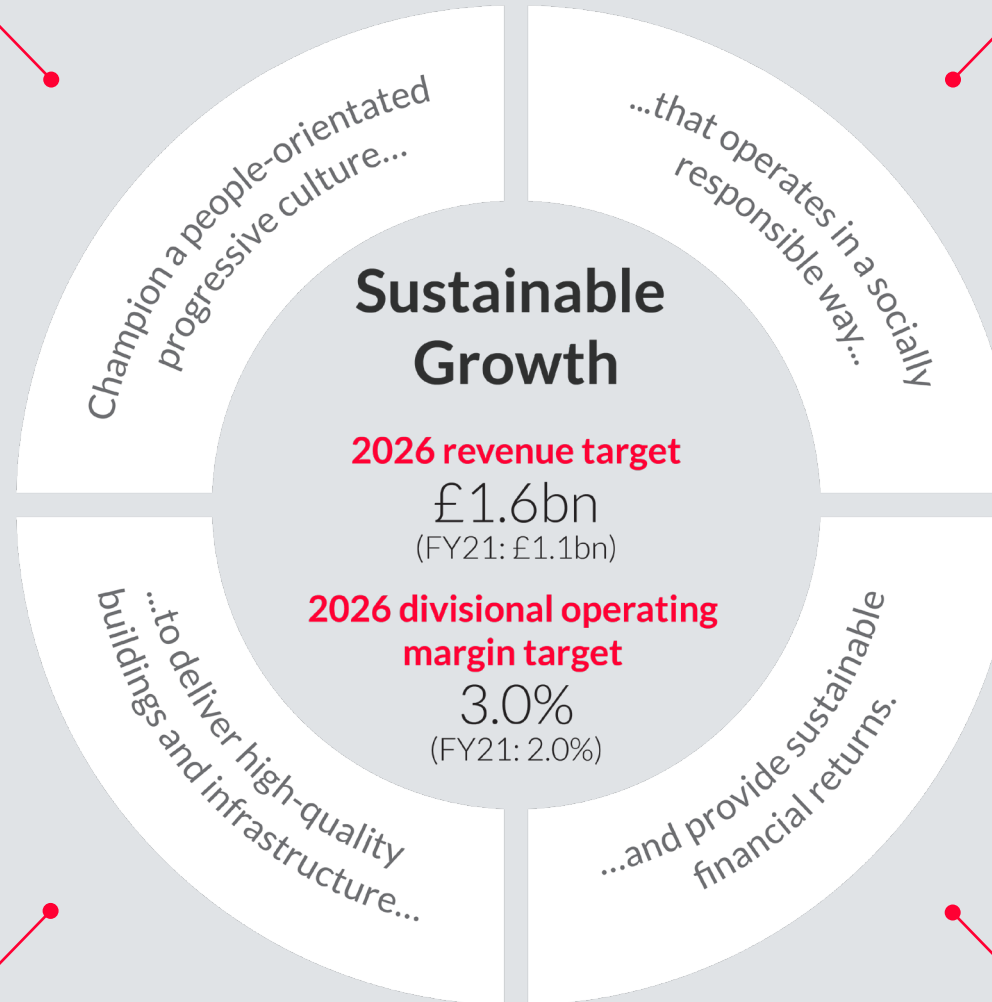 Champion a people-orientated
progressive culture...
...that operates in a socially
responsible way...
Sustainable
Growth
2026 revenue target
£1.6bn
(FY21: £1.1bn)
2026 divisional operating
margin target
3.0%
(FY21: 2.0%)
...to deliver high-quality
buildings and infrastructure...
...and provide sustainable
financial returns.